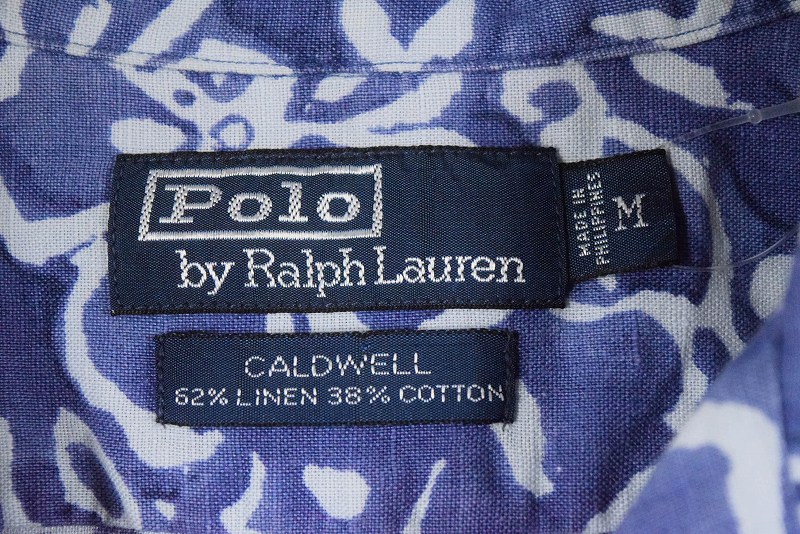 Polo
by Ralph Lauren
MADE IN
PHILIPPINES
M
CALDWELL
62% LINEN 38% COTTON